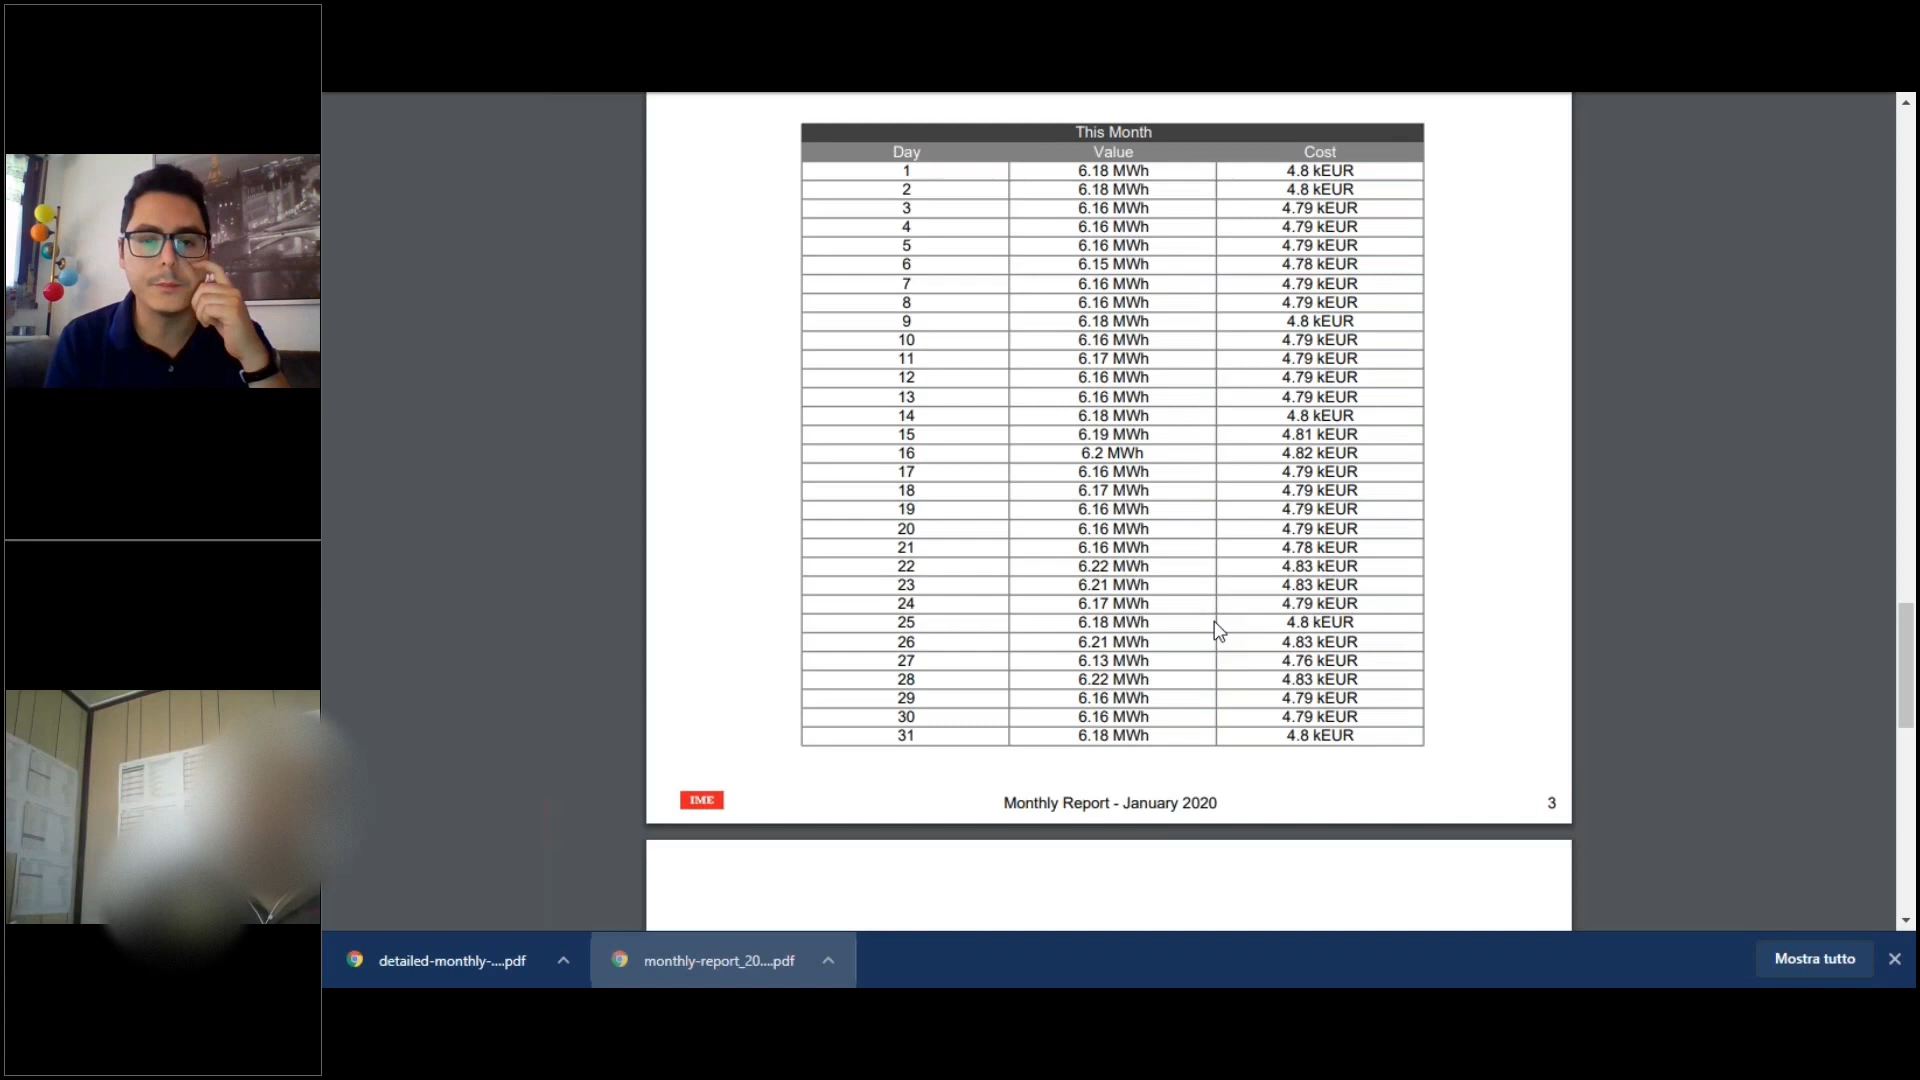 This Month
Day Value Cost
1 6.18 MWh 4.8 kEUR
2 6.18 MWh 4.8 kEUR
3 6.16 MWh 4.79 kEUR
4 6.16 MWh 4.79 kEUR
5 6.16 MWh 4.79 kEUR
6 6.15 MWh 4.78 kEUR
7 6.16 MWh 4.79 kEUR
8 6.16 MWh 4.79 kEUR
9 6.18 MWh 4.8 kEUR
10 6.16 MWh 4.79 kEUR
11 6.17 MWh 4.79 kEUR
12 6.16 MWh 4.79 kEUR
13 6.16 MWh 4.79 kEUR
14 6.18 MWh 4.8 kEUR
15 6.19 MWh 4.81 kEUR
16 6.2 MWh 4.82 kEUR
17 6.16 MWh 4.79 kEUR
18 6.17 MWh 4.79 kEUR
19 6.16 MWh 4.79 kEUR
20 6.16 MWh 4.79 kEUR
21 6.16 MWh 4.78 kEUR
22 6.22 MWh 4.83 kEUR
23 6.21 MWh 4.83 kEUR
24 6.17 MWh 4.79 kEUR
25 6.18 MWh 4.8 kEUR
26 6.21 MWh 4.83 kEUR
27 6.13 MWh 4.76 kEUR
28 6.22 MWh 4.83 kEUR
29 6.16 MWh 4.79 kEUR
30 6.16 MWh 4.79 kEUR
31 6.18 MWh 4.8 kEUR
IME Monthly Report - January 2020 3
detailed-monthly-....pdf monthly-report_20....pdf Mostra tutto